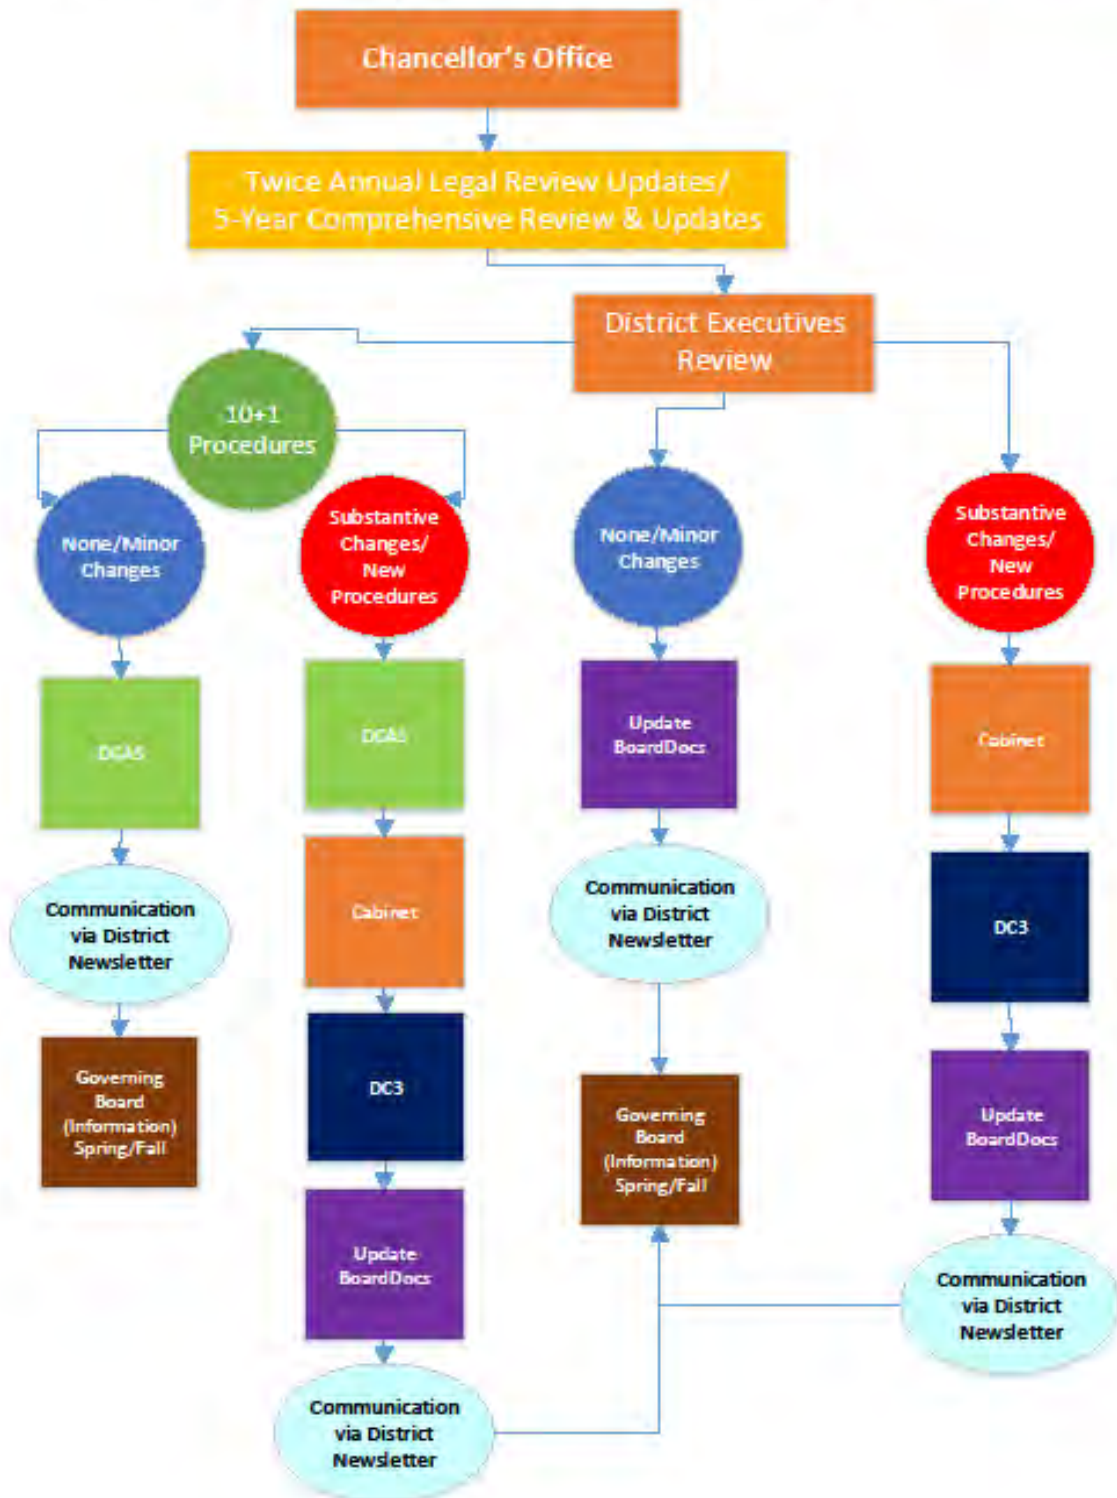 Chancellor's Office
Twice Annual Legal Review Updates/
5-Year Comprehensive Review & Updates
District Executives
Review
10+1
Procedures
None/Minor
Changes
Substantive
Changes/
New
Procedures
None/Minor
Changes
Substantive
Changes/
New
Procedures
DCAS
DCAS
Update
BoardDocs
Cabinet
Communication
via District
Newsletter
Cabinet
Communication
via District
Newsletter
DC3
Governing
Board
(Information)
Spring/Fall
DC3
Governing
Board
(Information)
Spring/Fall
Update
BoardDocs
Update
BoardDocs
Communication
via District
Newsletter
Communication
via District
Newsletter